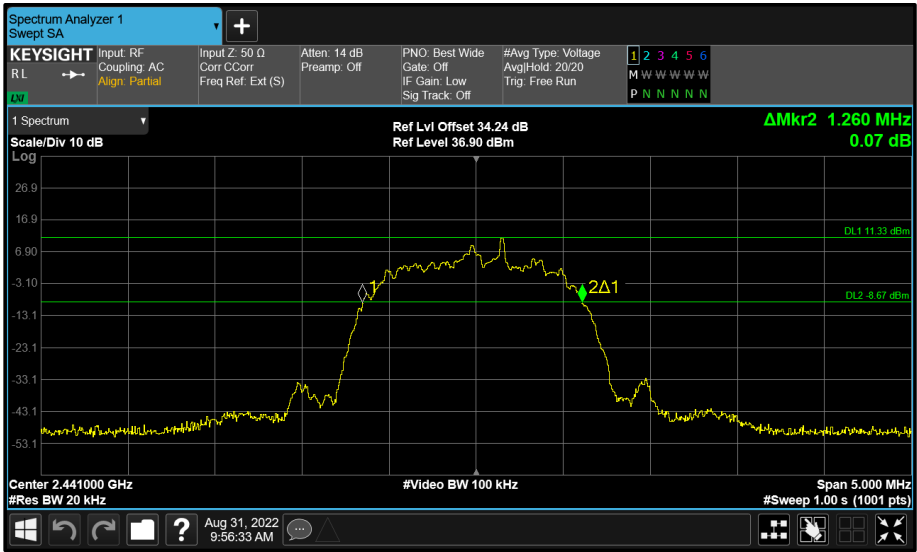 Spectrum Analyzer 1
Swept SA
+
KEYSIGHT
RL
LXI
Input: RF
Coupling: AC
Align: Partial
Input Z: 50 Ω
Corr CCorr
Freq Ref: Ext (S)
Atten: 14 dB
Preamp: Off
PNO: Best Wide
Gate: Off
IF Gain: Low
Sig Track: Off
#Avg Type: Voltage
Avg|Hold: 20/20
Trig: Free Run
1 2 3 4 5 6
M W W W W W
P N N N N N
1 Spectrum
Scale/Div 10 dB
Ref Lvl Offset 34.24 dB
Ref Level 36.90 dBm
ΔMkr2 1.260 MHz
0.07 dB
Log
26.9
16.9
DL1 11.33 dBm
6.90
-3.10
1
2Δ1
DL2 -8.67 dBm
-13.1
-23.1
-33.1
-43.1
-53.1
Center 2.441000 GHz
#Video BW 100 kHz
Span 5.000 MHz
#Res BW 20 kHz
#Sweep 1.00 s (1001 pts)
?
Aug 31, 2022
9:56:33 AM